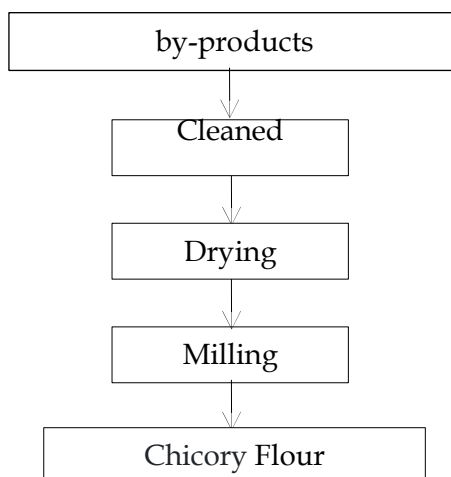 by-products
Cleaned
Drying
Milling
Chicory Flour